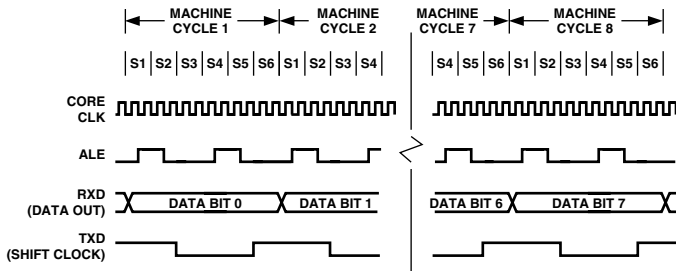 MACHINE CYCLE 1
MACHINE CYCLE 2
MACHINE CYCLE 7
MACHINE CYCLE 8
S1 S2 S3 S4 S5 S6 S1 S2 S3 S4 S4 S5 S6 S1 S2 S3 S4 S5 S6
CORE CLK
ALE
RXD (DATA OUT)
DATA BIT 0 DATA BIT 1 DATA BIT 6 DATA BIT 7
TXD (SHIFT CLOCK)